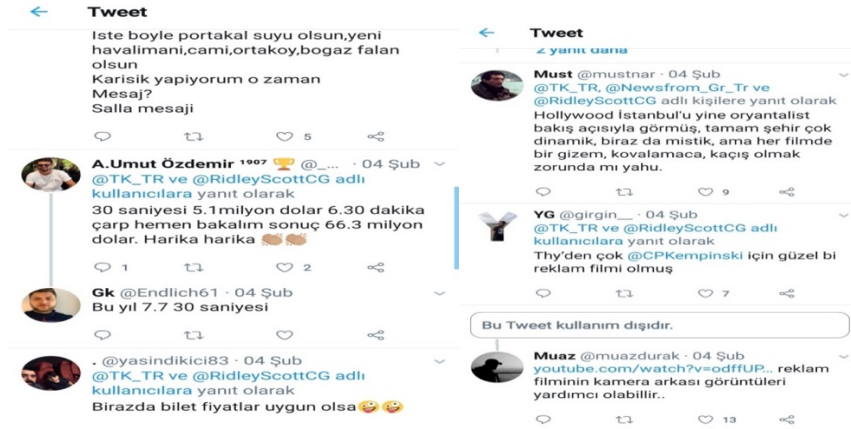 Tweet
Iste boyle portakal suyu olsun,yeni
havalimani,cami,ortakoy,bogaz falan
olsun
Karisik yapiyorum o zaman
Mesaj?
Salla mesaji
5
A.Umut Özdemir ¹⁹⁰⁷ 🏆 @_... · 04 Şub
@TK_TR ve @RidleyScottCG adlı
kullanıcılara yanıt olarak
30 saniyesi 5.1milyon dolar 6.30 dakika
çarp hemen bakalım sonuç 66.3 milyon
dolar. Harika harika 👏🏼👏🏼
1 2
Gk @Endlich61 · 04 Şub
Bu yıl 7.7 30 saniyesi
. @yasindikici83 · 04 Şub
@TK_TR ve @RidleyScottCG adlı
kullanıcılara yanıt olarak
Birazda bilet fiyatlar uygun olsa🤪🤪
Tweet
2 yanıt daha
Must @mustnar · 04 Şub
@TK_TR, @Newsfrom_Gr_Tr ve
@RidleyScottCG adlı kişilere yanıt olarak
Hollywood İstanbul'u yine oryantalist
bakış açısıyla görmüş, tamam şehir çok
dinamik, biraz da mistik, ama her filmde
bir gizem, kovalamaca, kaçış olmak
zorunda mı yahu.
9
YG @girgin__ · 04 Şub
@TK_TR ve @RidleyScottCG adlı
kullanıcılara yanıt olarak
Thy'den çok @CPKempinski için güzel bi
reklam filmi olmuş
7
Bu Tweet kullanım dışıdır.
Muaz @muazdurak · 04 Şub
youtube.com/watch?v=odffUP... reklam
filminin kamera arkası görüntüleri
yardımcı olabillir..
13